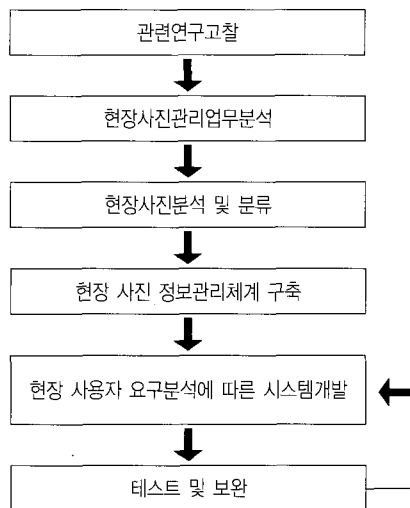 관련연구고찰
현장사진관리업무분석
현장사진분석 및 분류
현장 사진 정보관리체계 구축
현장 사용자 요구분석에 따른 시스템개발
테스트 및 보완